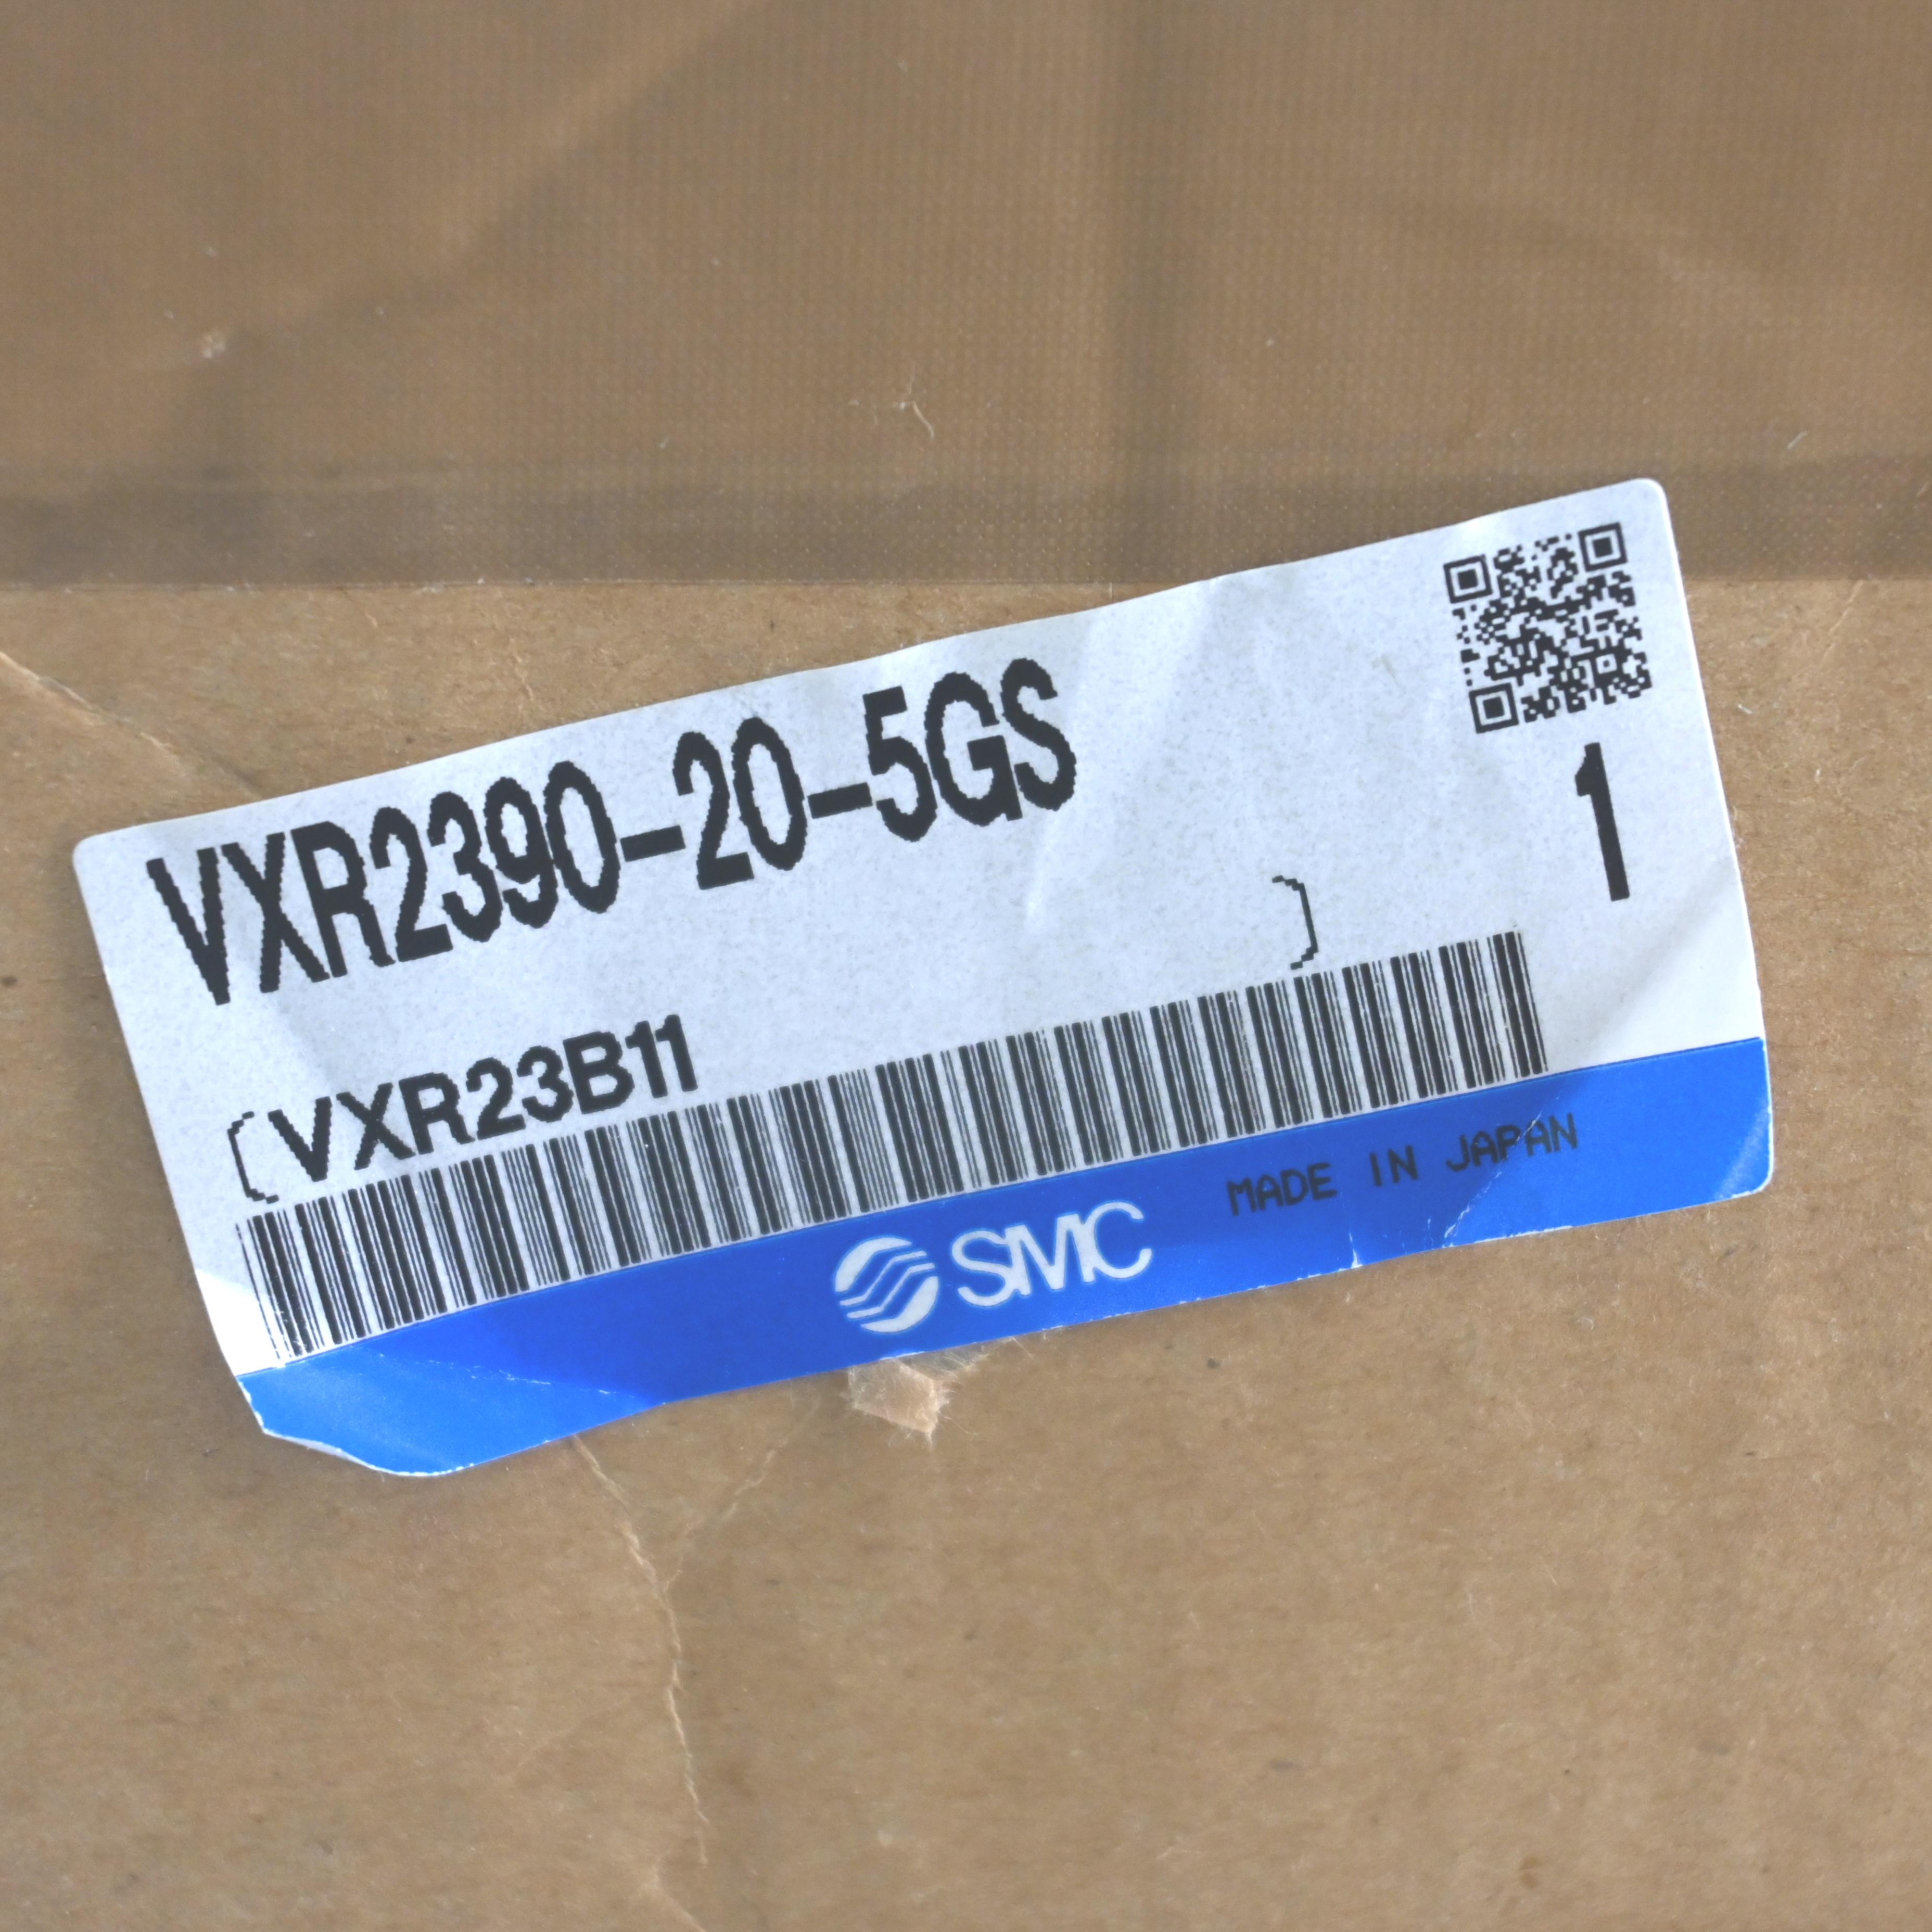 VXR2390-20-5GS
1
(VXR23B11 )
SMC
MADE IN JAPAN